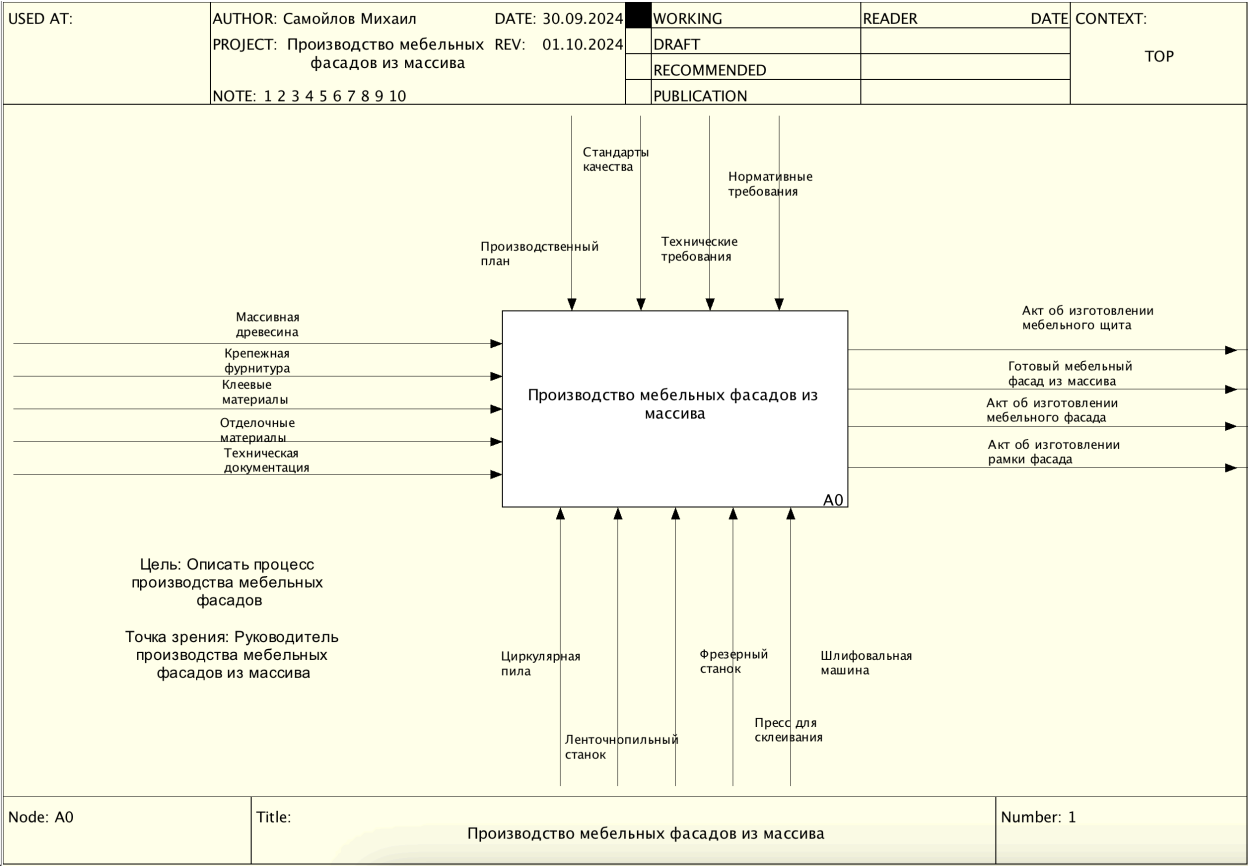 USED AT:
AUTHOR: Самойлов Михаил
DATE: 30.09.2024
PROJECT: Производство мебельных
фасадов из массива
REV: 01.10.2024
NOTE: 1 2 3 4 5 6 7 8 9 10
WORKING
DRAFT
RECOMMENDED
PUBLICATION
READER
DATE
CONTEXT:
TOP
Стандарты
качества
Нормативные
требования
Производственный
план
Технические
требования
Массивная
древесина
Крепежная
фурнитура
Клеевые
материалы
Отделочные
материалы
Техническая
документация
Производство мебельных фасадов из
массива
A0
Акт об изготовлении
мебельного щита
Готовый мебельный
фасад из массива
Акт об изготовлении
мебельного фасада
Акт об изготовлении
рамки фасада
Цель: Описать процесс
производства мебельных
фасадов
Точка зрения: Руководитель
производства мебельных
фасадов из массива
Циркулярная
пила
Фрезерный
станок
Шлифовальная
машина
Ленточнопильный
станок
Пресс для
склеивания
Node: A0
Title:
Производство мебельных фасадов из массива
Number: 1